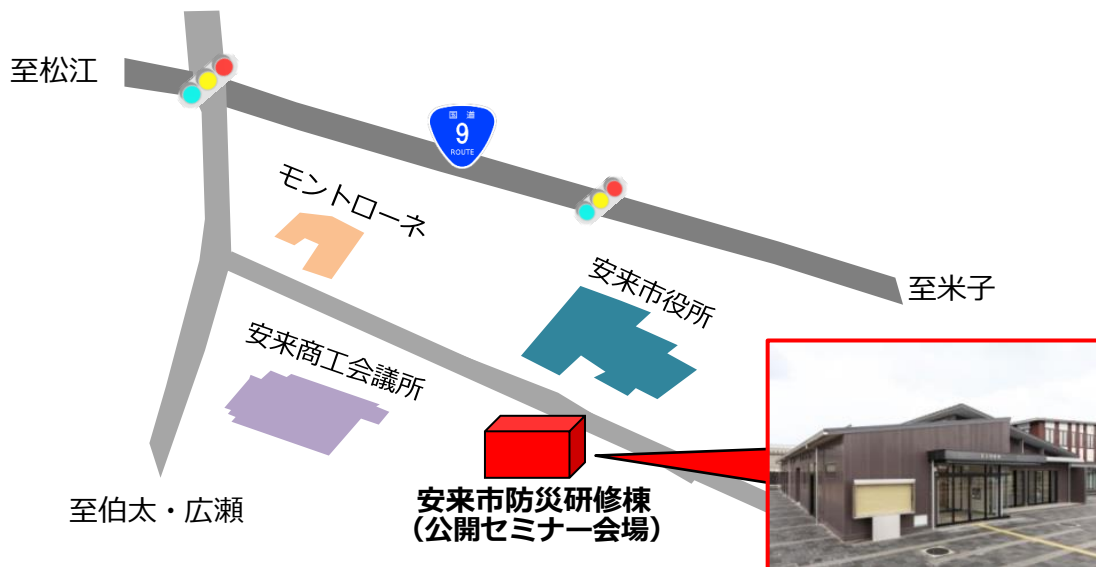 至松江
国道
9
ROUTE
モントローネ
安来市役所
至米子
安来商工会議所
安来市防災研修棟
（公開セミナー会場）
至伯太・広瀬